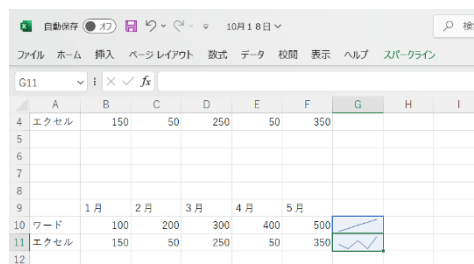 自動保存 オフ 10月18日
ファイル ホーム 挿入 ページ レイアウト 数式 データ 校閲 表示 ヘルプ スパークライン
G11 fx
A B C D E F G H I
4 エクセル 150 50 250 50 350
5
6
7
8
9 1月 2月 3月 4月 5月
10 ワード 100 200 300 400 500
11 エクセル 150 50 250 50 350
12